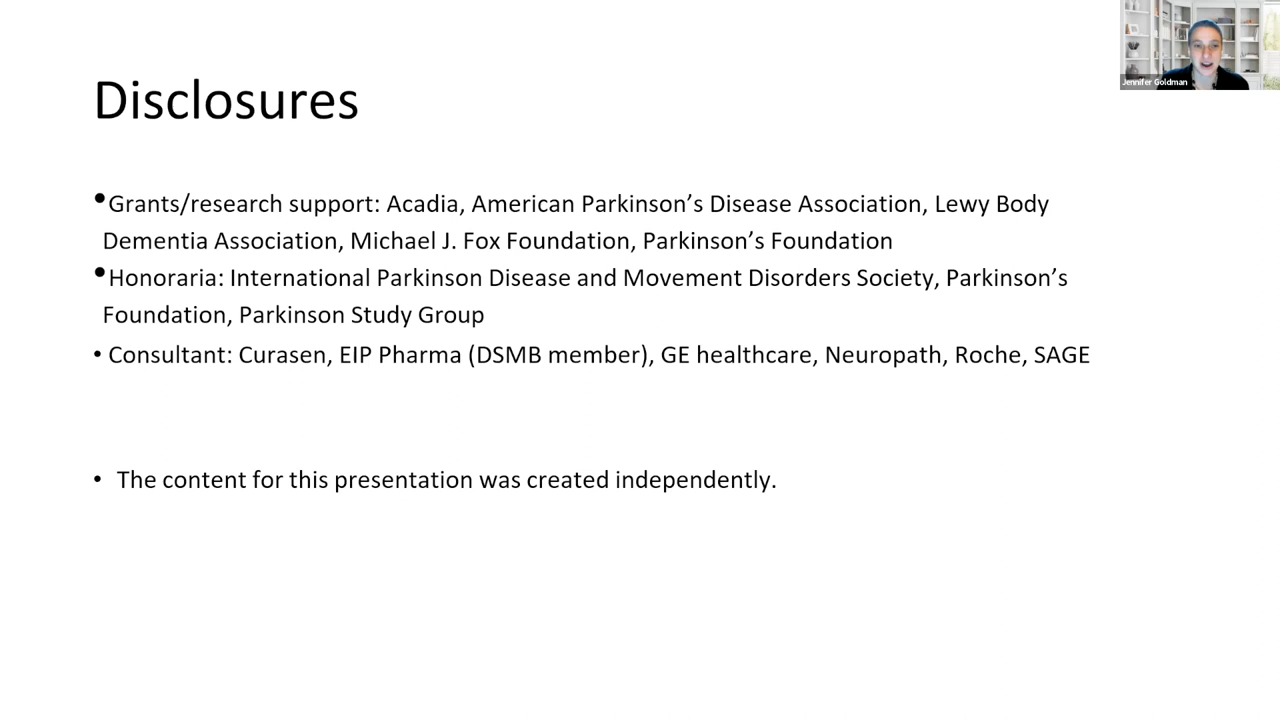 Jennifer Goldman
Disclosures
•Grants/research support: Acadia, American Parkinson’s Disease Association, Lewy Body
Dementia Association, Michael J. Fox Foundation, Parkinson’s Foundation
•Honoraria: International Parkinson Disease and Movement Disorders Society, Parkinson’s
Foundation, Parkinson Study Group
• Consultant: Curasen, EIP Pharma (DSMB member), GE healthcare, Neuropath, Roche, SAGE
• The content for this presentation was created independently.